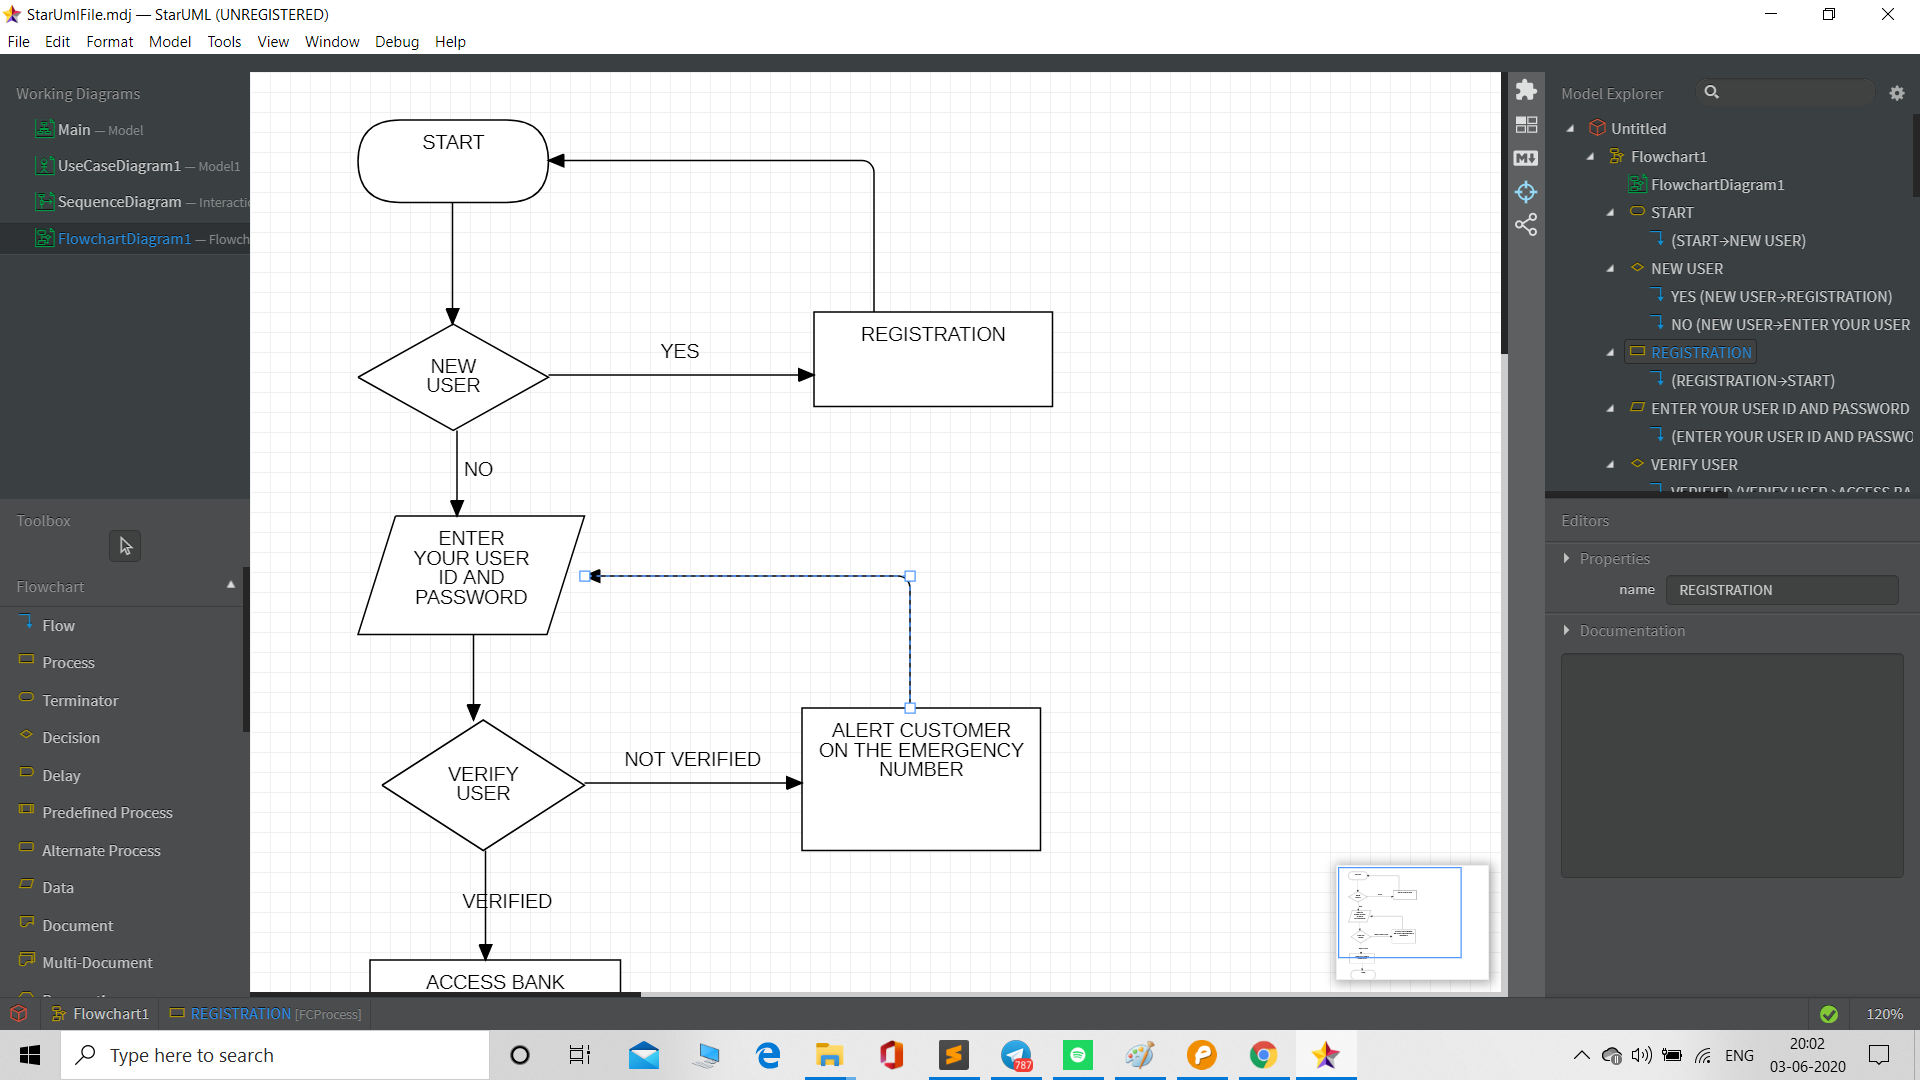 StarUmlFile.mdj — StarUML (UNREGISTERED)
File Edit Format Model Tools View Window Debug Help
Working Diagrams
Main — Model
UseCaseDiagram1 — Model1
SequenceDiagram — Interactic
FlowchartDiagram1 — Flowch
Toolbox
Flowchart
Flow
Process
Terminator
Decision
Delay
Predefined Process
Alternate Process
Data
Document
Multi-Document
START
NEW
USER
YES
REGISTRATION
NO
ENTER
YOUR USER
ID AND
PASSWORD
VERIFY
USER
NOT VERIFIED
ALERT CUSTOMER
ON THE EMERGENCY
NUMBER
VERIFIED
ACCESS BANK
Model Explorer
Untitled
Flowchart1
FlowchartDiagram1
START
(START→NEW USER)
NEW USER
YES (NEW USER→REGISTRATION)
NO (NEW USER→ENTER YOUR USER
REGISTRATION
(REGISTRATION→START)
ENTER YOUR USER ID AND PASSWORD
(ENTER YOUR USER ID AND PASSWO
VERIFY USER
VERIFIED (VERIFY USER→ACCESS BA
Editors
Properties
name REGISTRATION
Documentation
Flowchart1 REGISTRATION [FCProcess]
120%
Type here to search
787
ENG
20:02
03-06-2020